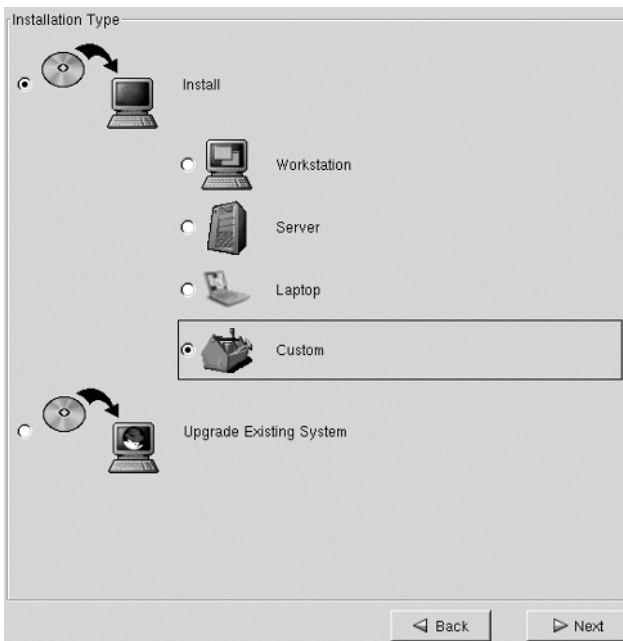 Installation Type
Install
Workstation
Server
Laptop
Custom
Upgrade Existing System
Back
Next